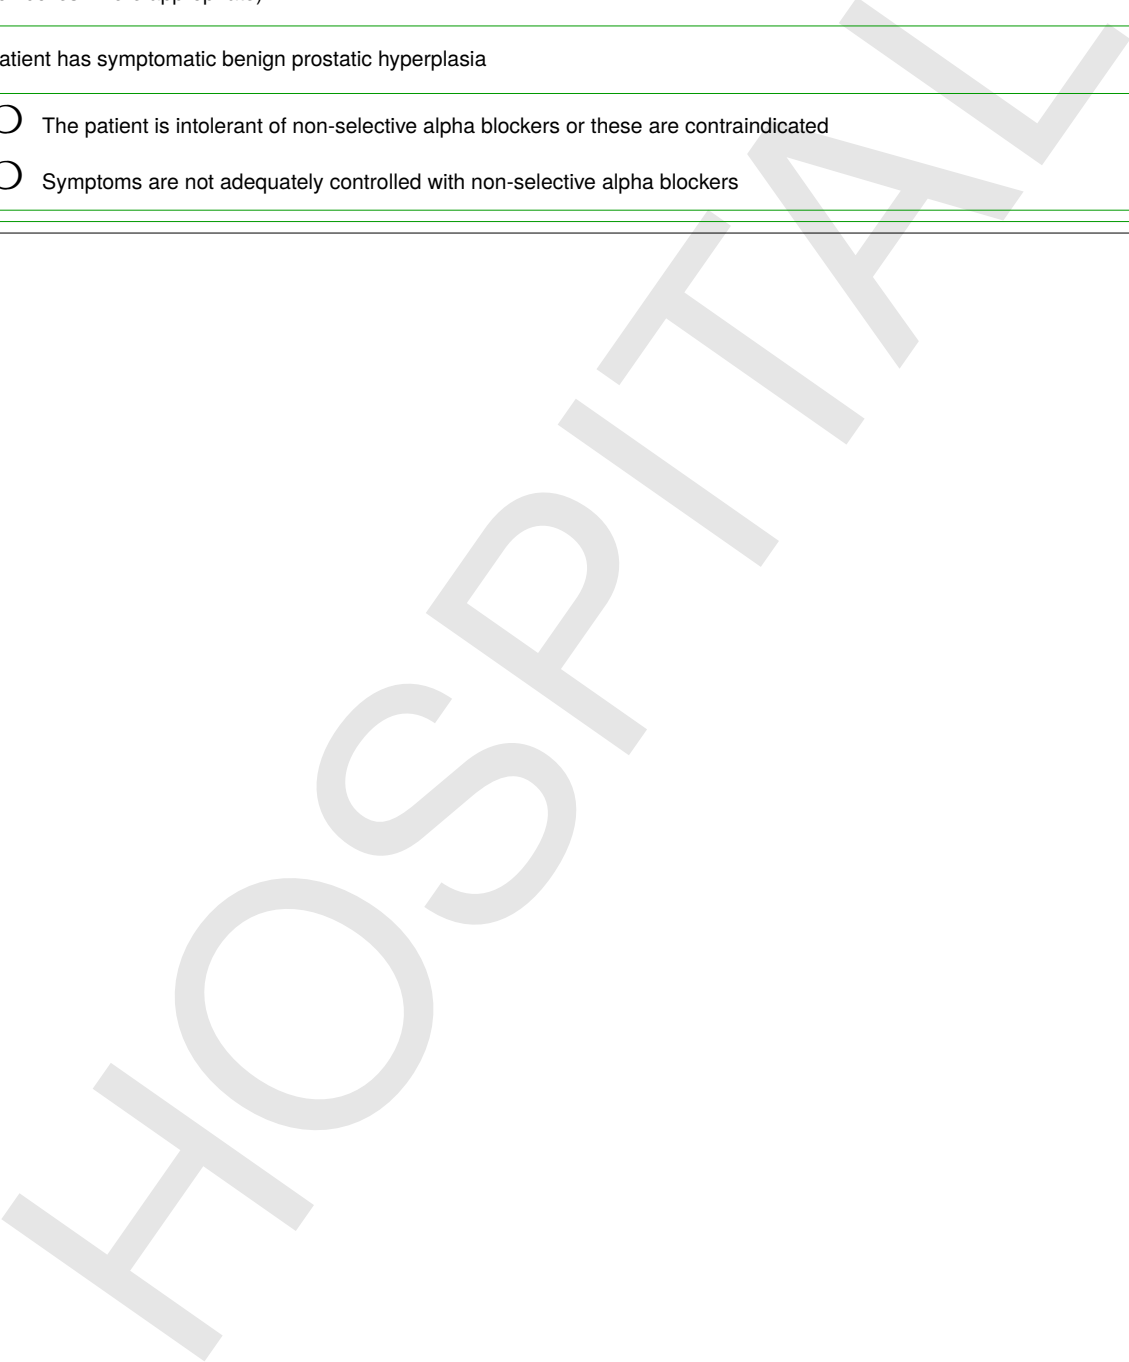 atient has symptomatic benign prostatic hyperplasia
The patient is intolerant of non-selective alpha blockers or these are contraindicated
Symptoms are not adequately controlled with non-selective alpha blockers
HOSPITAL